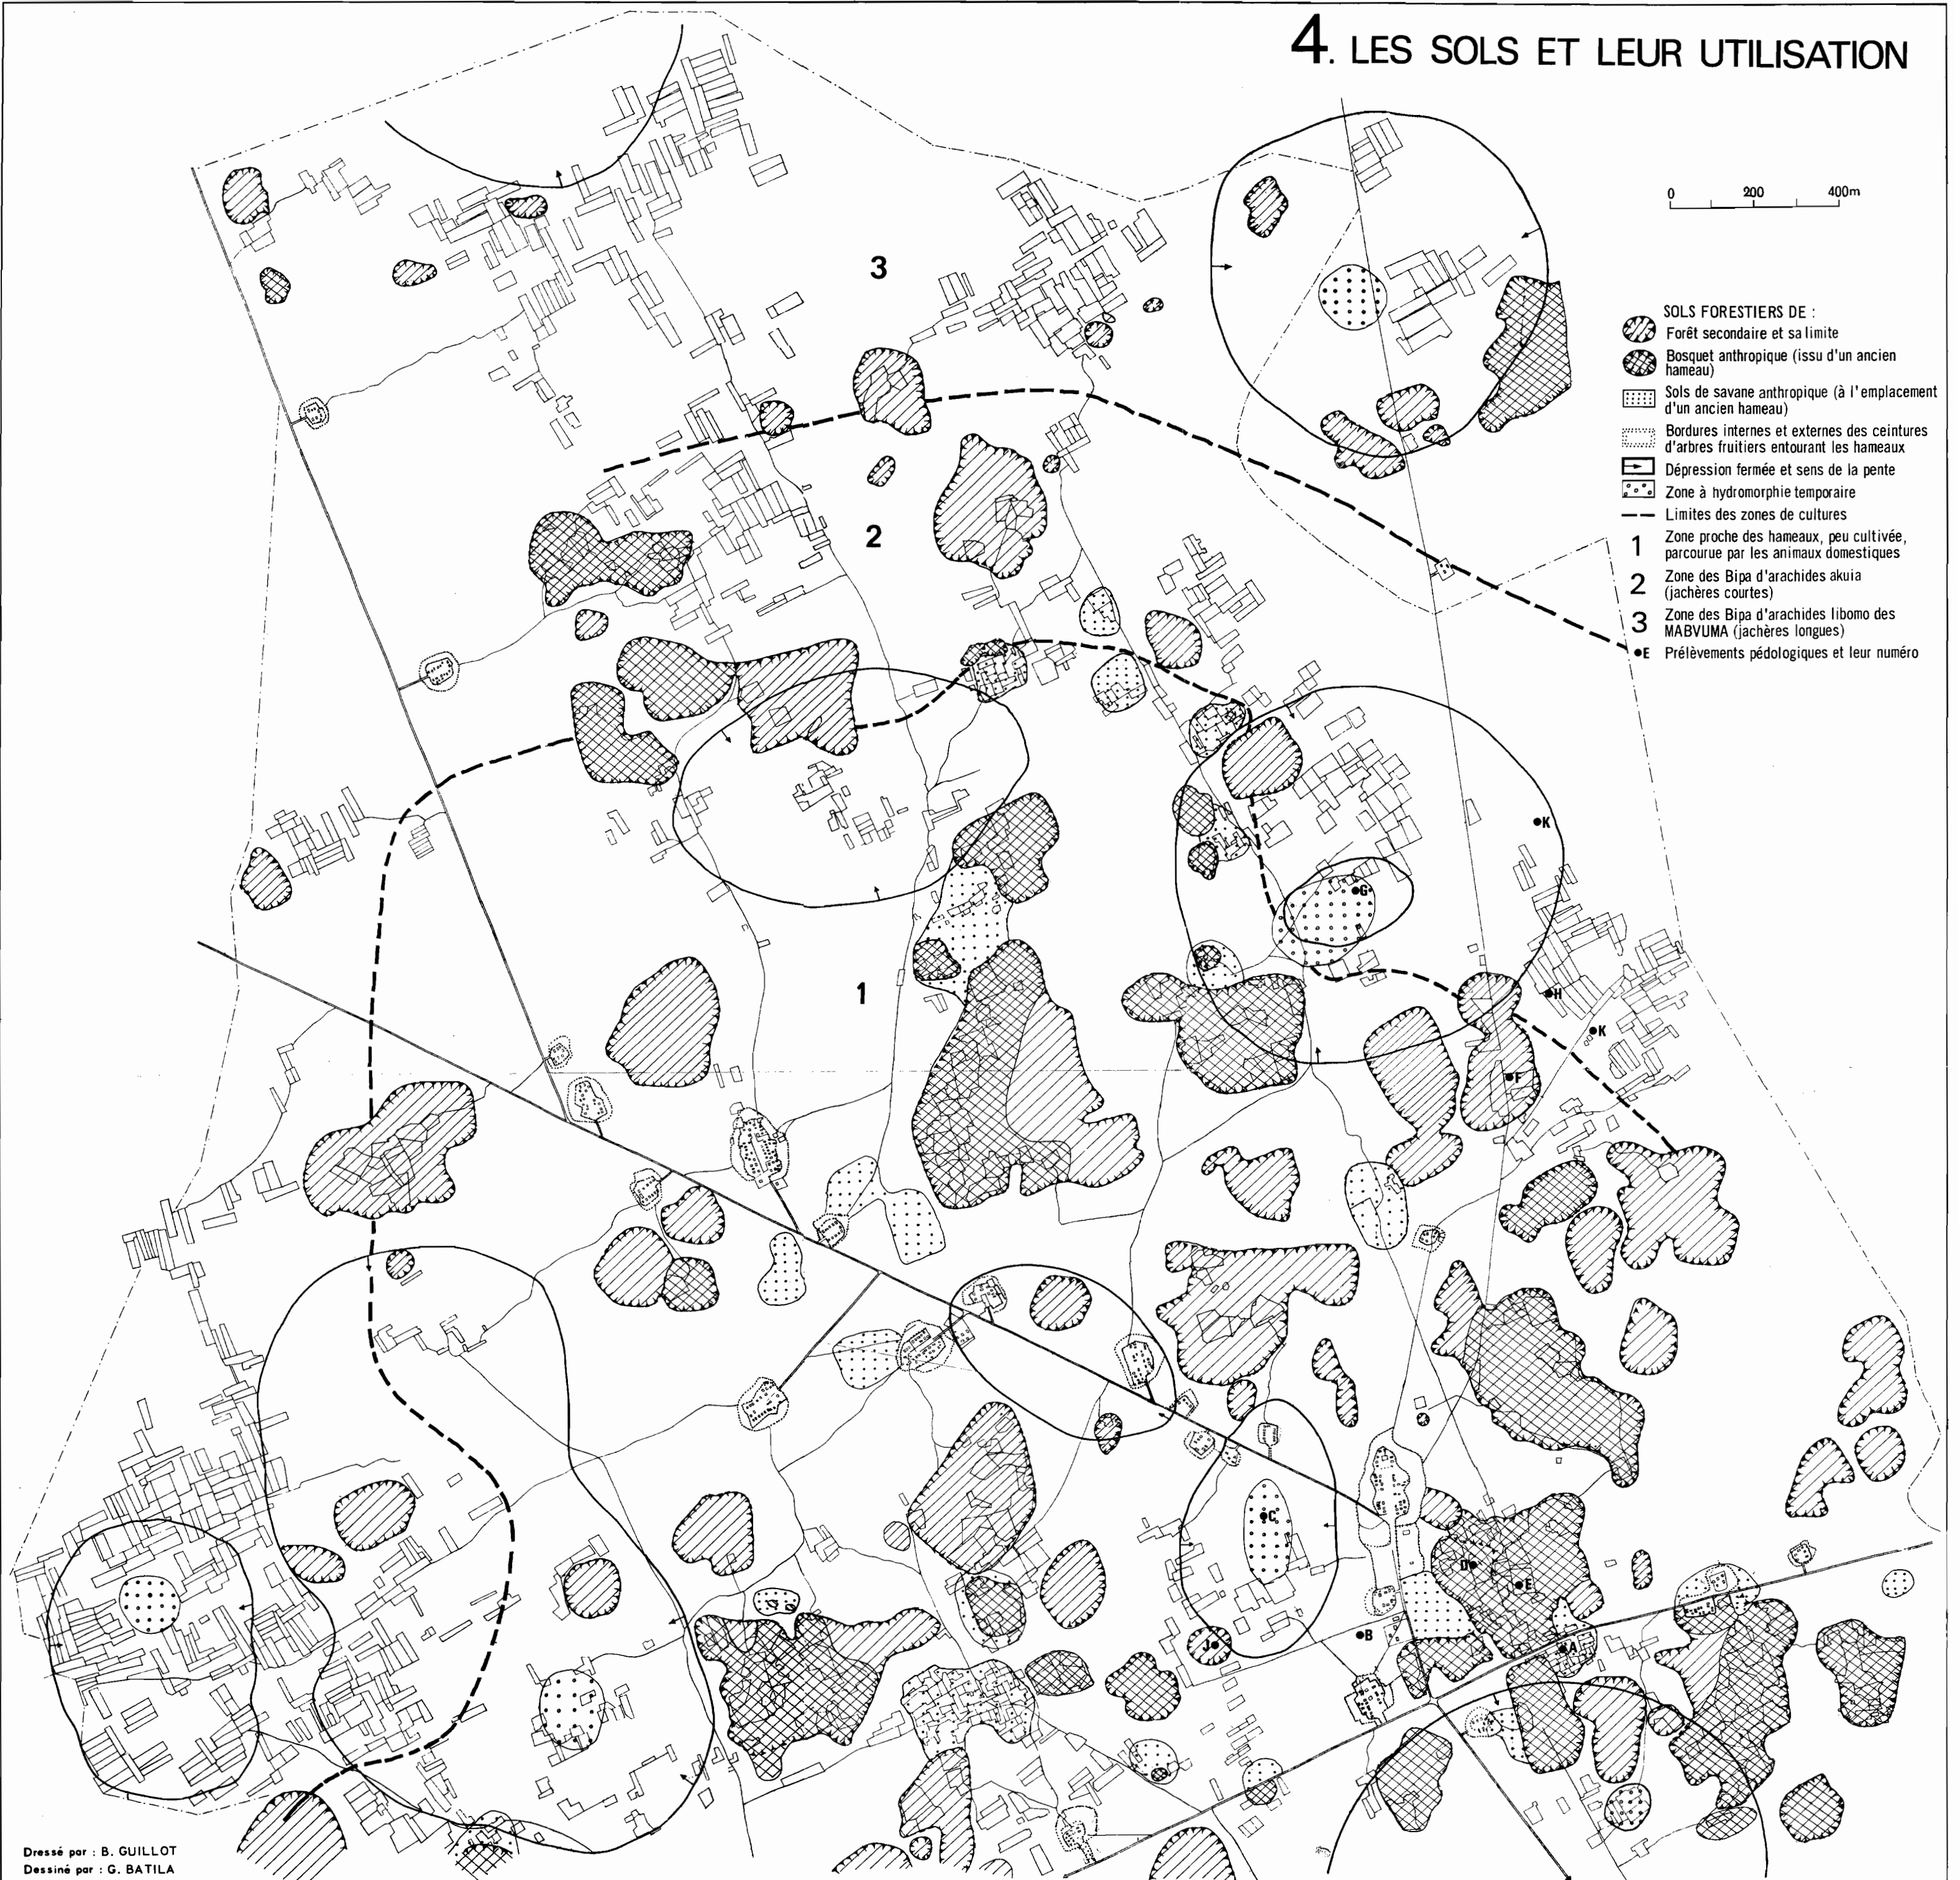 4. LES SOLS ET LEUR UTILISATION
0 200 400m
SOLS FORESTIERS DE :
Forêt secondaire et sa limite
Bosquet anthropique (issu d'un ancien
hameau)
Sols de savane anthropique (à l'emplacement
d'un ancien hameau)
Bordures internes et externes des ceintures
d'arbres fruitiers entourant les hameaux
Dépression fermée et sens de la pente
Zone à hydromorphie temporaire
Limites des zones de cultures
1 Zone proche des hameaux, peu cultivée,
parcourue par les animaux domestiques
2 Zone des Bipa d'arachides akuia
(jachères courtes)
3 Zone des Bipa d'arachides libomo des
MABVUMA (jachères longues)
E Prélèvements pédologiques et leur numéro
3
2
K
G
1
H
K
F
C
D
E
J
B
A
Dressé par : B. GUILLOT
Dessiné par : G. BATILA